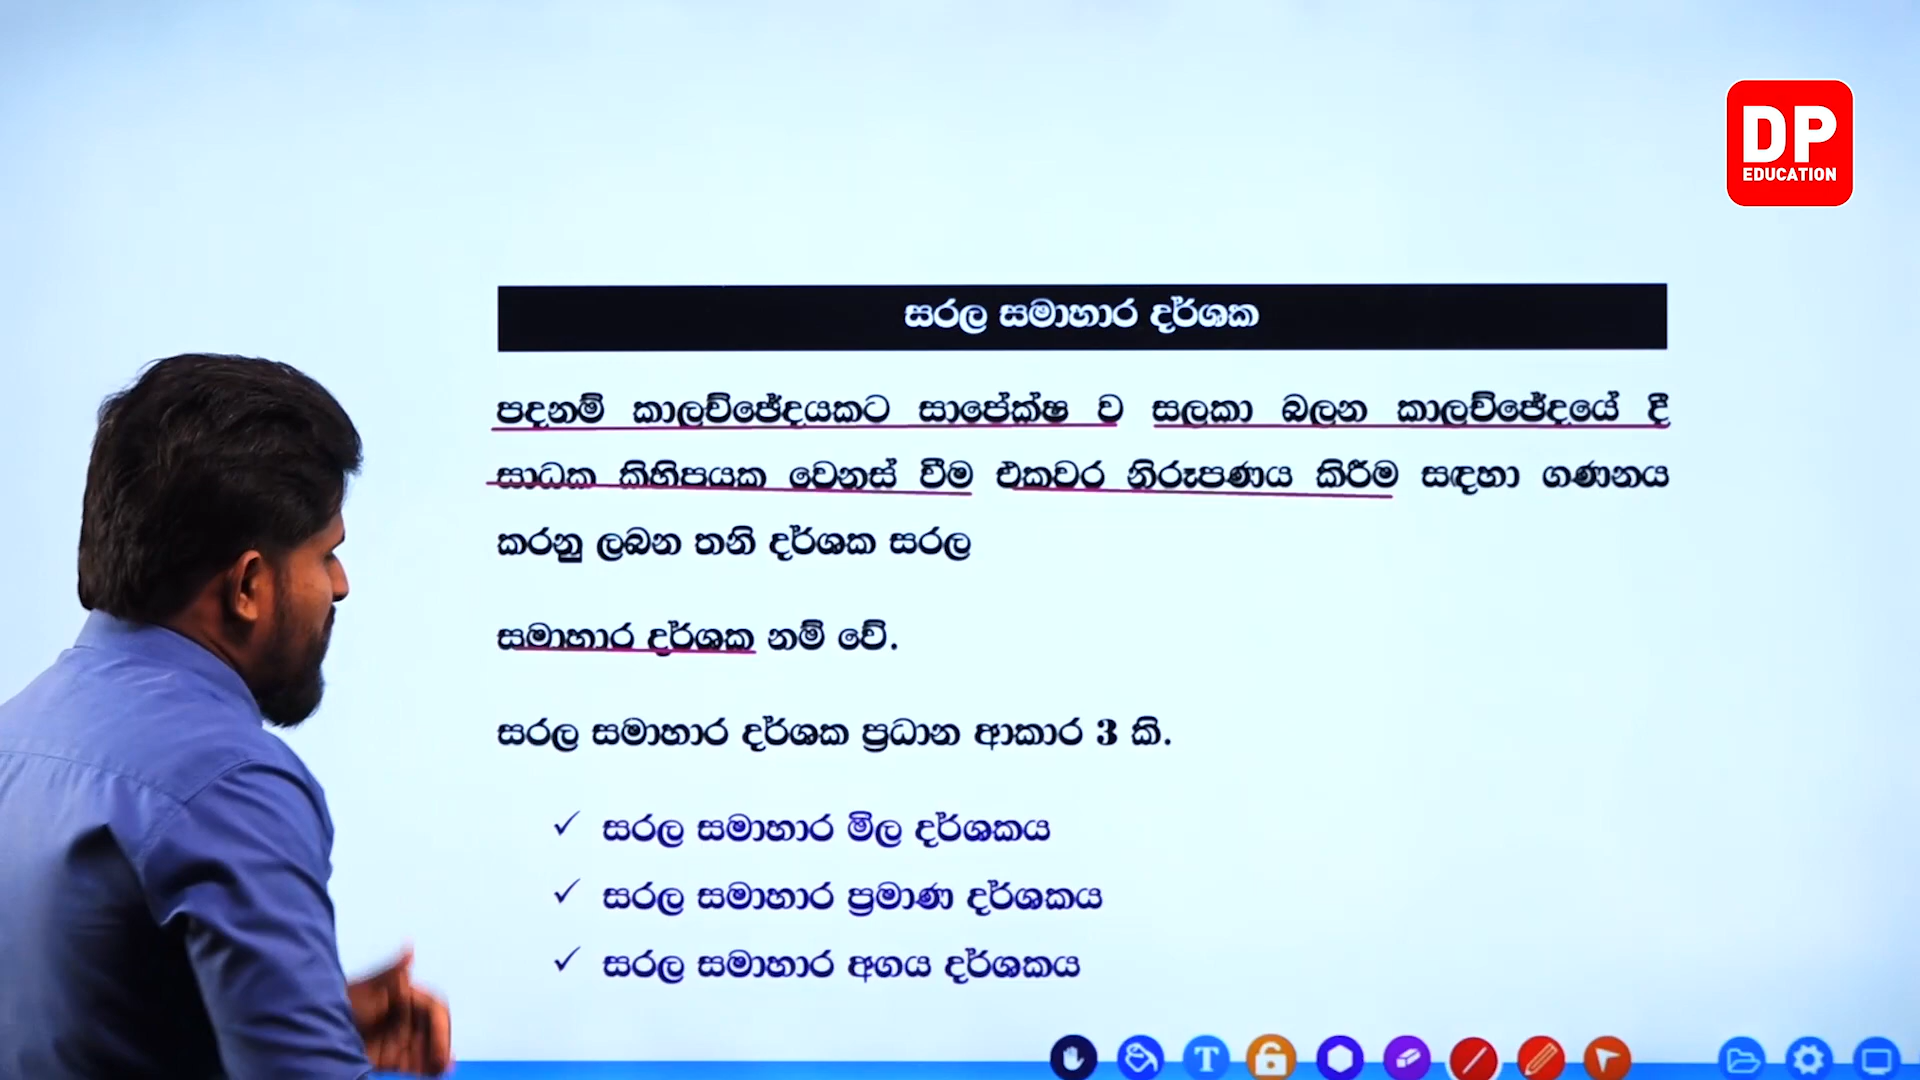 DP
EDUCATION
සරල සමාහාර දර්ශක
පදනම් කාලච්ඡේදයකට සාපේක්ෂ ව සලකා බලන කාලච්ඡේදයේ දී
සාධක කිහිපයක වෙනස් වීම එකවර නිරූපණය කිරීම සඳහා ගණනය
කරනු ලබන තනි දර්ශක සරල
සමාහාර දර්ශක නම් වේ.
සරල සමාහාර දර්ශක ප්‍රධාන ආකාර 3 කි.
✓ සරල සමාහාර මිල දර්ශකය
✓ සරල සමාහාර ප්‍රමාණ දර්ශකය
✓ සරල සමාහාර අගය දර්ශකය
T